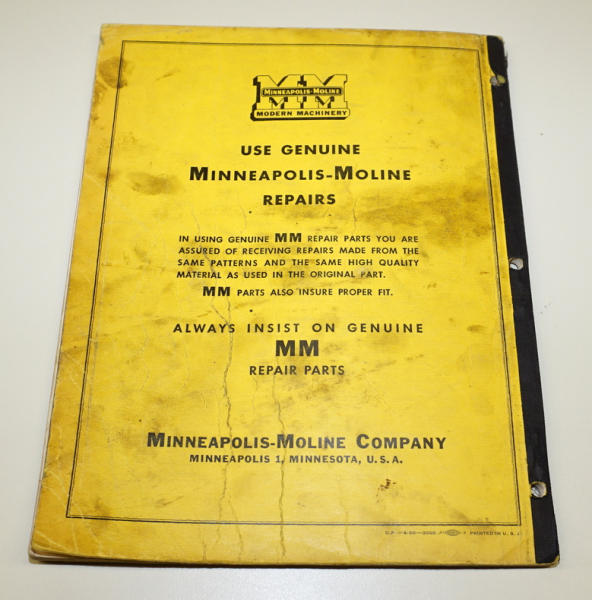 MM
MINNEAPOLIS-MOLINE
MODERN MACHINERY
USE GENUINE
MINNEAPOLIS-MOLINE
REPAIRS
IN USING GENUINE MM REPAIR PARTS YOU ARE
ASSURED OF RECEIVING REPAIRS MADE FROM THE
SAME PATTERNS AND THE SAME HIGH QUALITY
MATERIAL AS USED IN THE ORIGINAL PART.
MM PARTS ALSO INSURE PROPER FIT.
ALWAYS INSIST ON GENUINE
MM
REPAIR PARTS
MINNEAPOLIS-MOLINE COMPANY
MINNEAPOLIS 1, MINNESOTA, U.S.A.
PRINTED IN U. S.